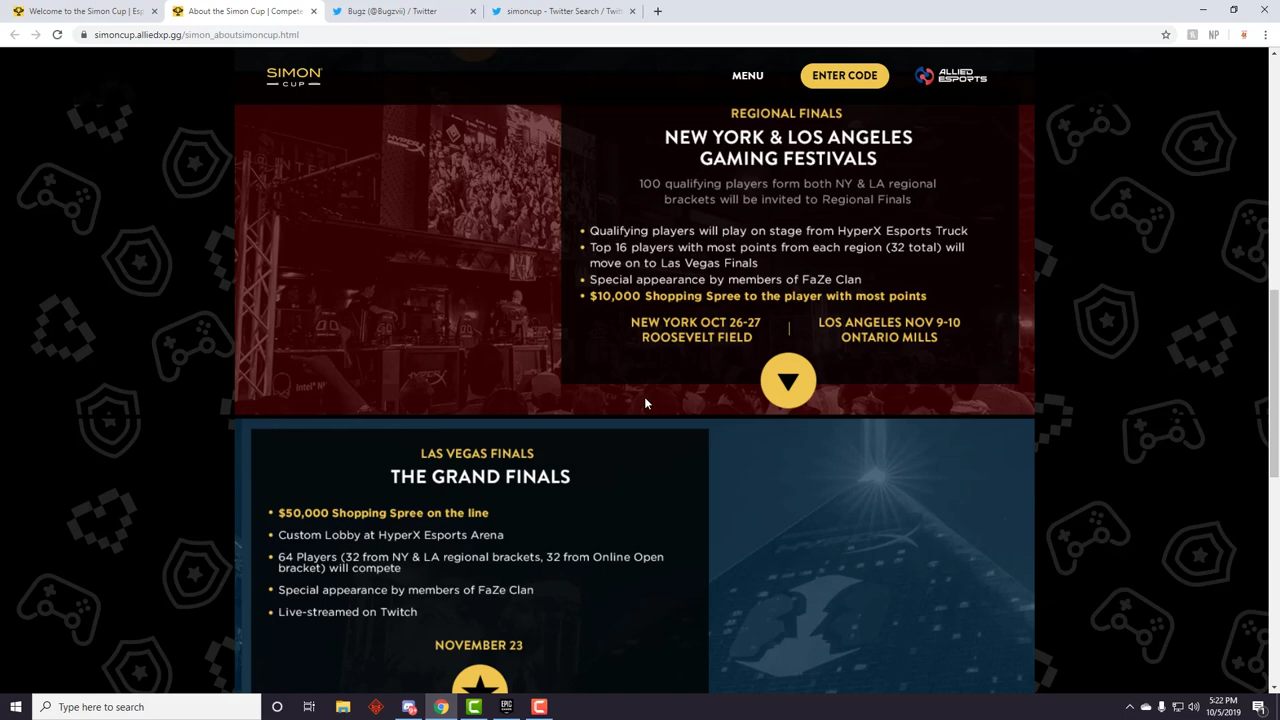 Welcome to the Simon Cup | Esp
About the Simon Cup: | Compete
Bugz (@Bugzvii) / Twitter
simoncup - Twitter Search / Twitt
simoncup.alliedxp.gg/simon_aboutsimoncup.html
NP
SIMON
CUP
MENU
ENTER CODE
ALLIED
ESPORTS
REGIONAL FINALS
NEW YORK & LOS ANGELES
GAMING FESTIVALS
100 qualifying players form both NY & LA regional
brackets will be invited to Regional Finals
• Qualifying players will play on stage from HyperX Esports Truck
• Top 16 players with most points from each region (32 total) will
move on to Las Vegas Finals
• Special appearance by members of FaZe Clan
• $10,000 Shopping Spree to the player with most points
NEW YORK OCT 26-27
ROOSEVELT FIELD
LOS ANGELES NOV 9-10
ONTARIO MILLS
LAS VEGAS FINALS
THE GRAND FINALS
• $50,000 Shopping Spree on the line
• Custom Lobby at HyperX Esports Arena
• 64 Players (32 from NY & LA regional brackets, 32 from Online Open
bracket) will compete
• Special appearance by members of FaZe Clan
• Live-streamed on Twitch
NOVEMBER 23
Type here to search
EPIC
5:22 PM
10/5/2019